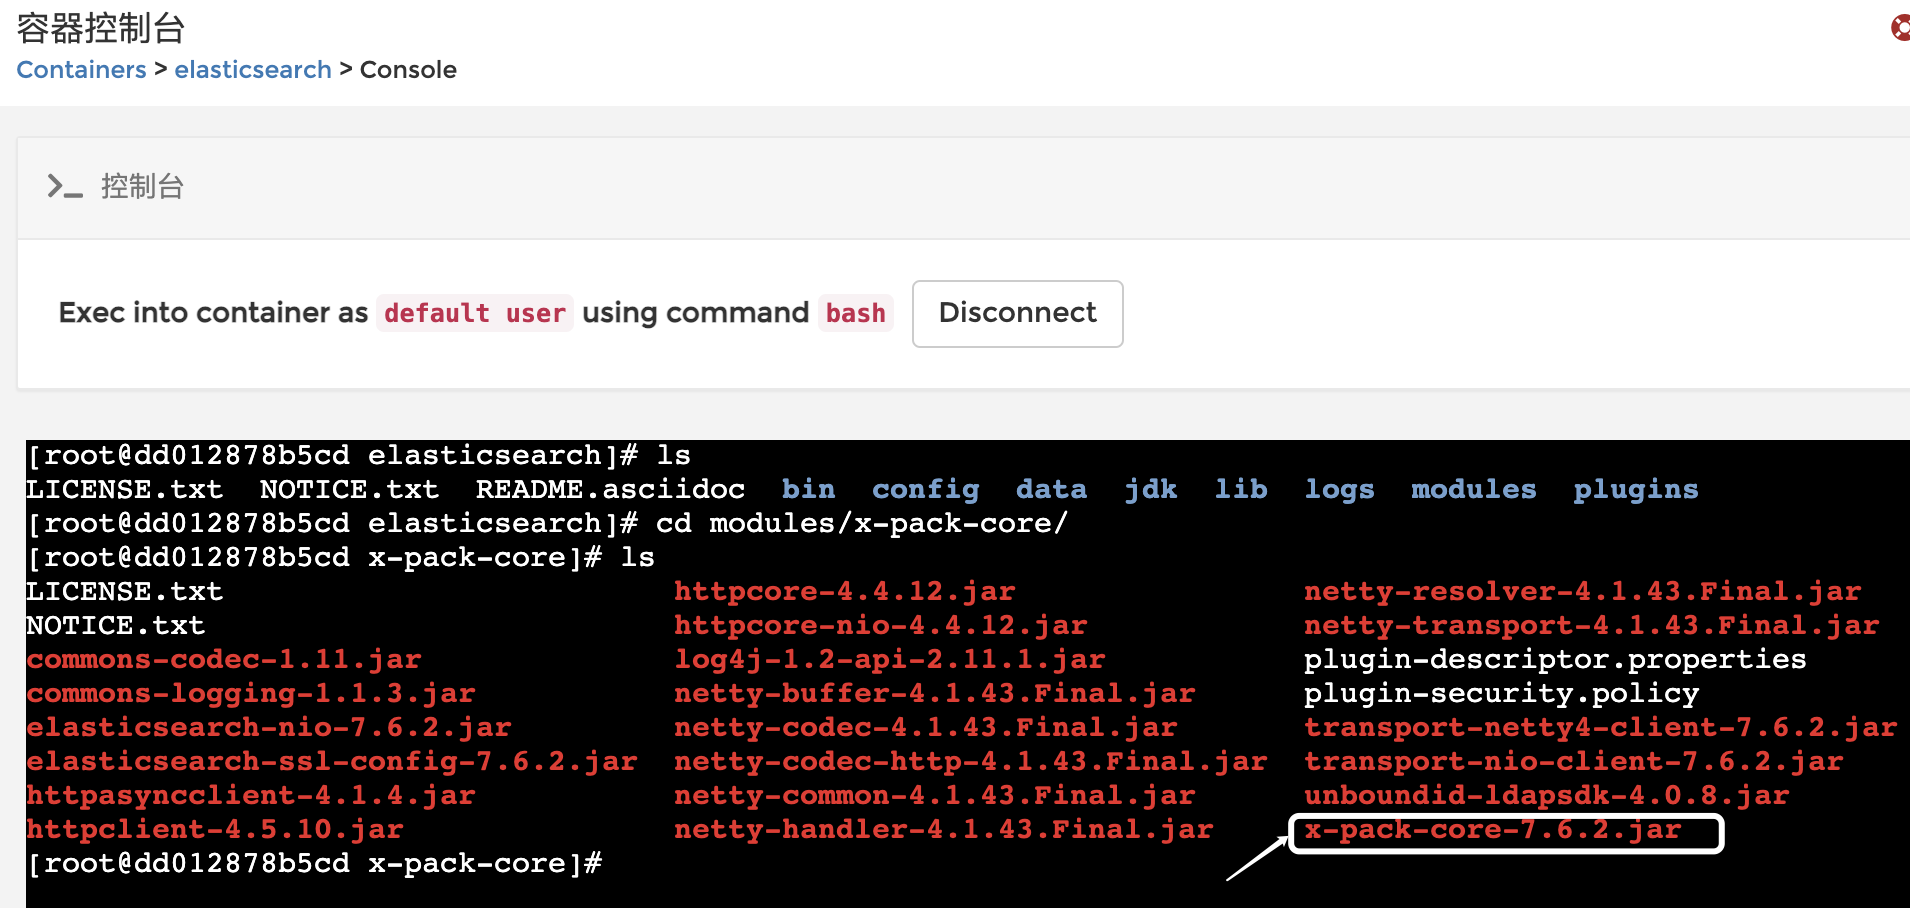 容器控制台
Containers > elasticsearch > Console
控制台
Exec into container as default user using command bash Disconnect
[root@dd012878b5cd elasticsearch]# ls
LICENSE.txt  NOTICE.txt  README.asciidoc  bin  config  data  jdk  lib  logs  modules  plugins
[root@dd012878b5cd elasticsearch]# cd modules/x-pack-core/
[root@dd012878b5cd x-pack-core]# ls
LICENSE.txt httpcore-4.4.12.jar netty-resolver-4.1.43.Final.jar
NOTICE.txt httpcore-nio-4.4.12.jar netty-transport-4.1.43.Final.jar
commons-codec-1.11.jar log4j-1.2-api-2.11.1.jar plugin-descriptor.properties
commons-logging-1.1.3.jar netty-buffer-4.1.43.Final.jar plugin-security.policy
elasticsearch-nio-7.6.2.jar netty-codec-4.1.43.Final.jar transport-netty4-client-7.6.2.jar
elasticsearch-ssl-config-7.6.2.jar netty-codec-http-4.1.43.Final.jar transport-nio-client-7.6.2.jar
httpasyncclient-4.1.4.jar netty-common-4.1.43.Final.jar unboundid-ldapsdk-4.0.8.jar
httpclient-4.5.10.jar netty-handler-4.1.43.Final.jar x-pack-core-7.6.2.jar
[root@dd012878b5cd x-pack-core]#